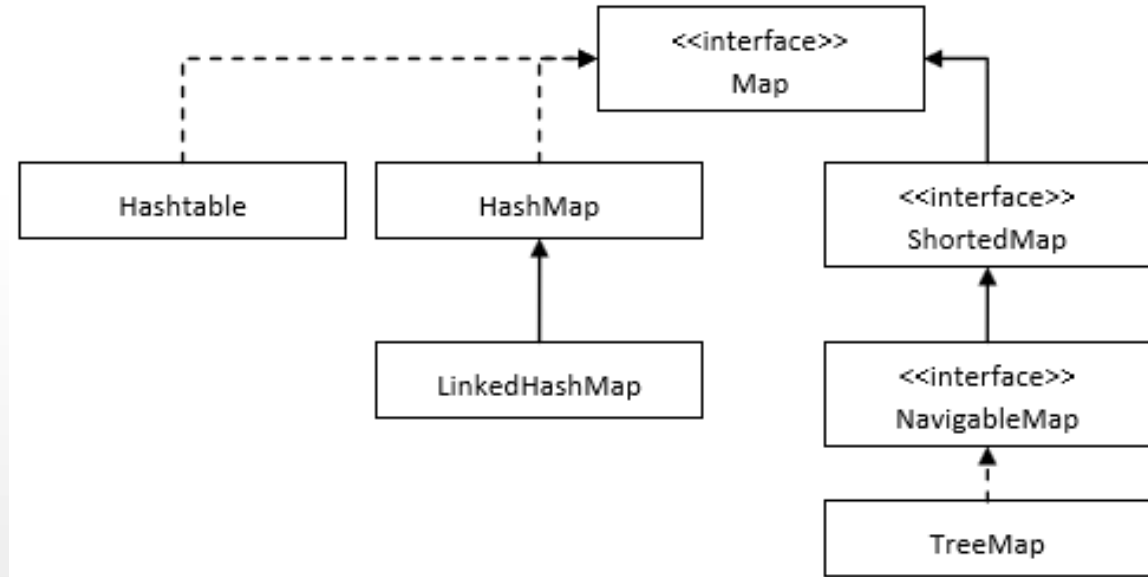 <<interface>>
Map
Hashtable
HashMap
<<interface>>
ShortedMap
LinkedHashMap
<<interface>>
NavigableMap
TreeMap